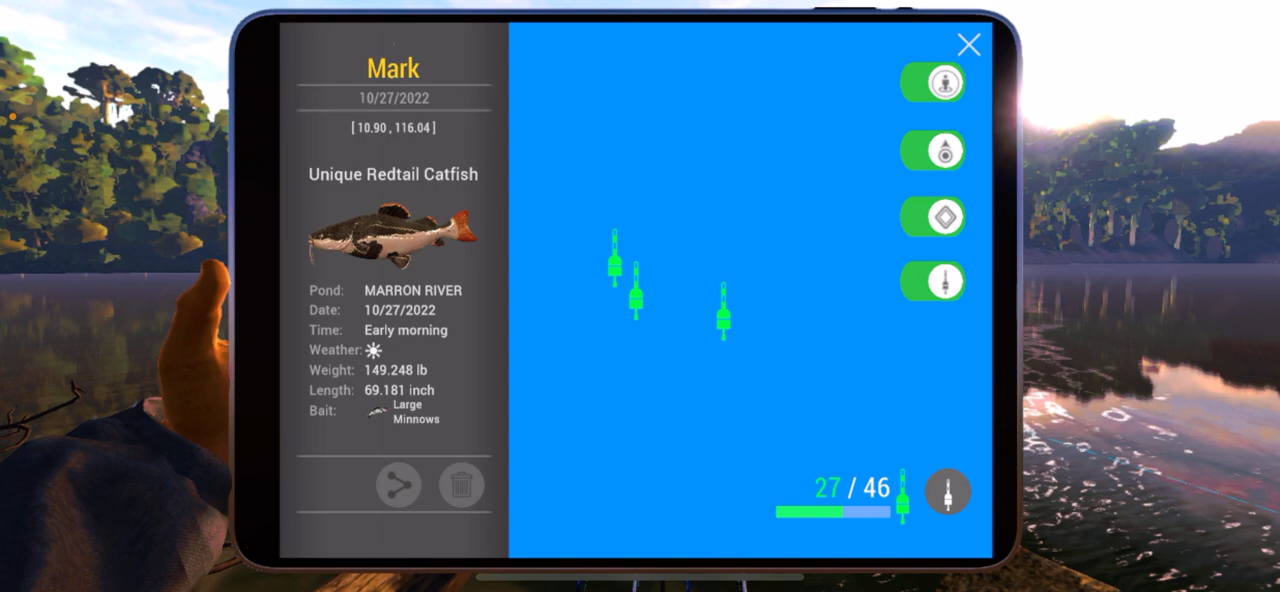 Mark
10/27/2022
[ 10.90 , 116.04 ]
Unique Redtail Catfish
Pond: MARRON RIVER
Date: 10/27/2022
Time: Early morning
Weather:
Weight: 149.248 lb
Length: 69.181 inch
Bait: Large
Minnows
27 / 46